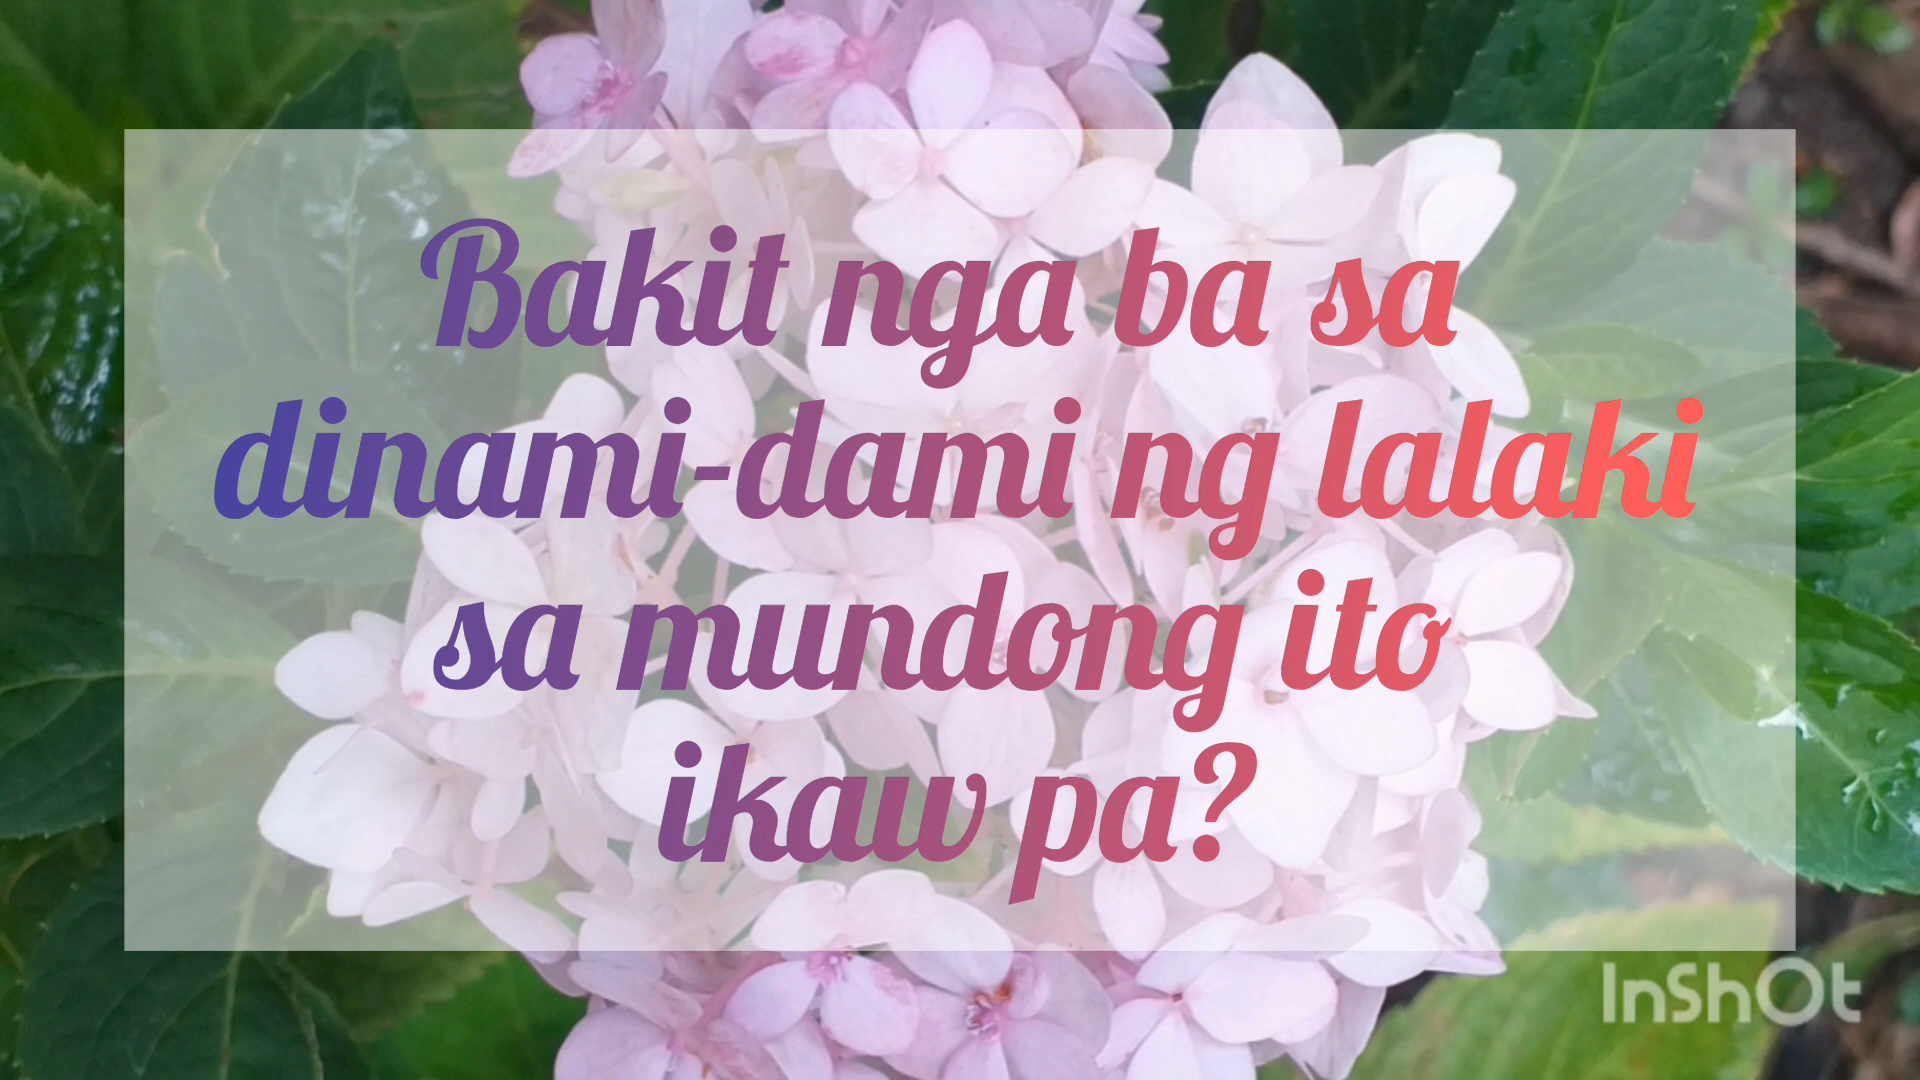 Bakit nga ba sa
dinami-dami ng lalaki
sa mundong ito
ikaw pa?
InShOt